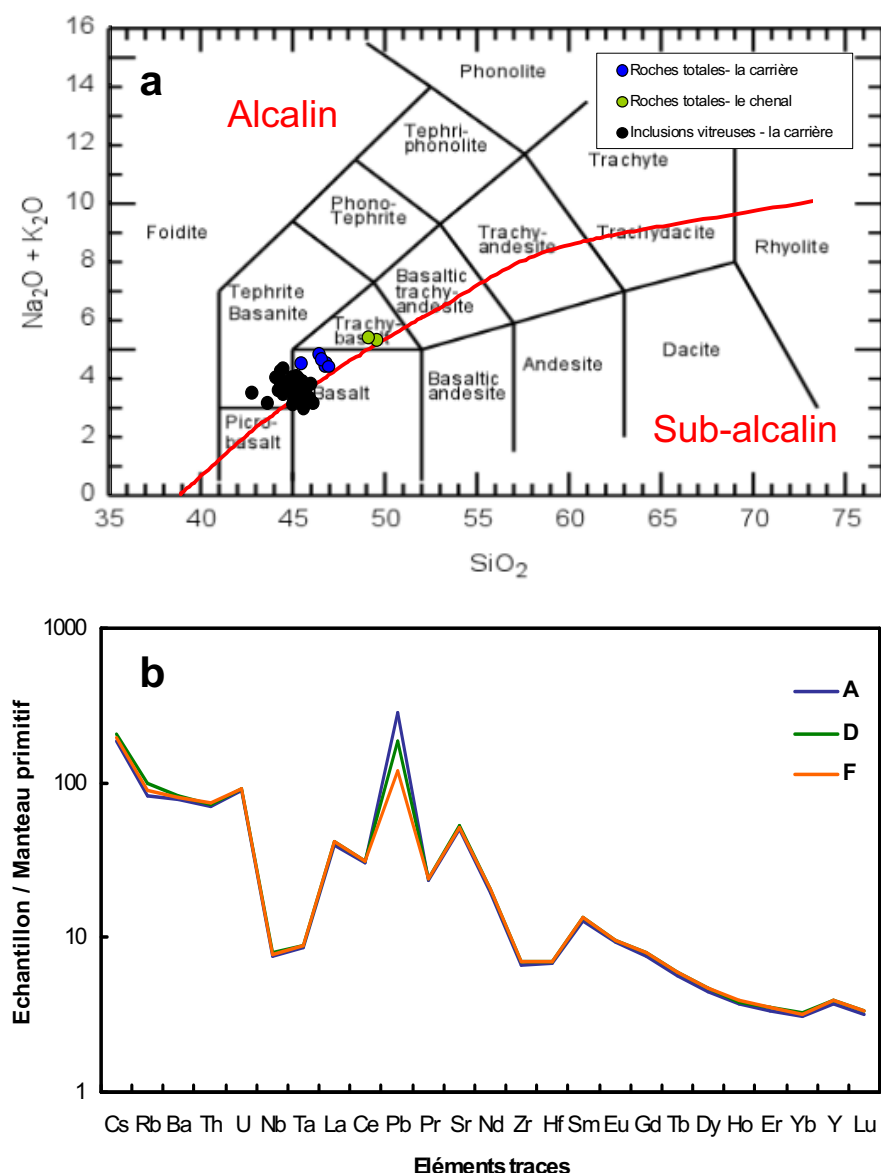 16
14
12
10
8
6
4
2
0
Na2O + K2O
a
Alcalin
Phonolite
Roches totales- la carrière
Roches totales- le chenal
Inclusions vitreuses - la carrière
Tephri-
phonolite
Trachyte
Foidite
Phono-
Tephrite
Trachy-
andesite
Trachydacite
Rhyolite
Tephrite
Basanite
Basaltic
trachy-
andesite
Trachy-
basalt
Picro-
basalt
Basalt
Basaltic
andesite
Andesite
Dacite
Sub-alcalin
35 40 45 50 55 60 65 70 75
SiO2
b
1000
100
10
1
Echantillon / Manteau primitif
A
D
F
Cs Rb Ba Th U Nb Ta La Ce Pb Pr Sr Nd Zr Hf Sm Eu Gd Tb Dy Ho Er Yb Y Lu
Eléments traces